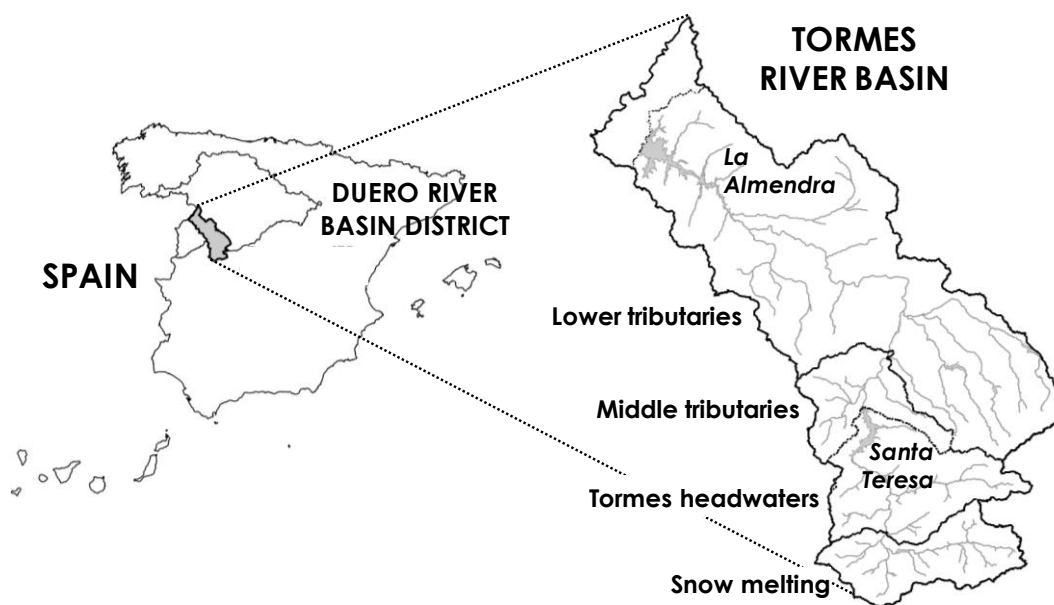 TORMES
RIVER BASIN
La
Almendra
DUERO RIVER
BASIN DISTRICT
SPAIN
Lower tributaries
Middle tributaries
Santa
Teresa
Tormes headwaters
Snow melting